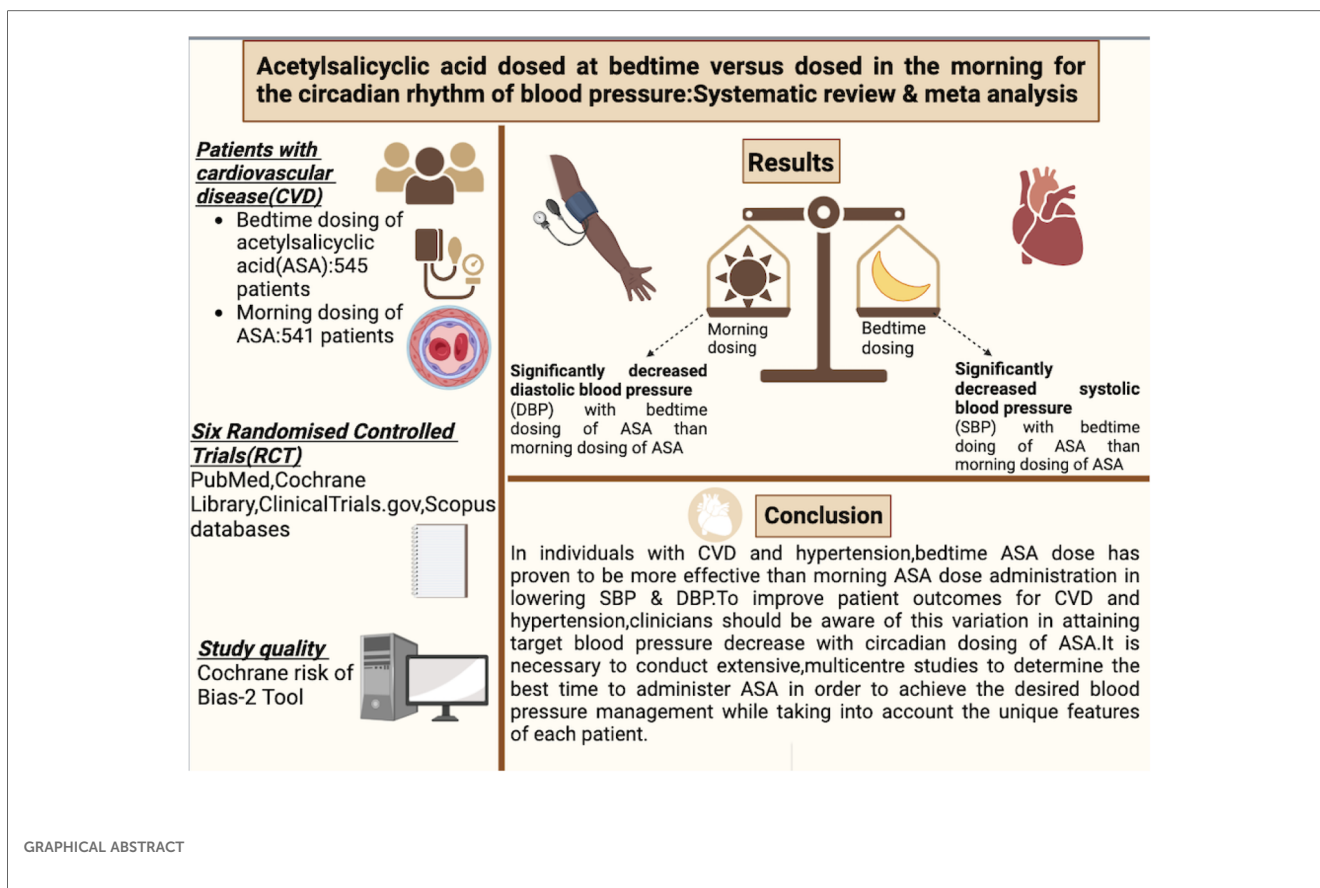 Acetylsalicyclic acid dosed at bedtime versus dosed in the morning for
the circadian rhythm of blood pressure:Systematic review & meta analysis
Patients with
cardiovascular
disease(CVD)
• Bedtime dosing of
acetylsalicyclic
acid(ASA):545
patients
• Morning dosing of
ASA:541 patients
Six Randomised Controlled
Trials(RCT)
PubMed,Cochrane
Library,ClinicalTrials.gov,Scopus
databases
Study quality
Cochrane risk of
Bias-2 Tool
Results
Morning
dosing
Bedtime
dosing
Significantly decreased
diastolic blood pressure
(DBP) with bedtime
dosing of ASA than
morning dosing of ASA
Significantly
decreased systolic
blood pressure
(SBP) with bedtime
doing of ASA than
morning dosing of ASA
Conclusion
In individuals with CVD and hypertension,bedtime ASA dose has
proven to be more effective than morning ASA dose administration in
lowering SBP & DBP.To improve patient outcomes for CVD and
hypertension,clinicians should be aware of this variation in attaining
target blood pressure decrease with circadian dosing of ASA.It is
necessary to conduct extensive,multicentre studies to determine the
best time to administer ASA in order to achieve the desired blood
pressure management while taking into account the unique features
of each patient.
GRAPHICAL ABSTRACT